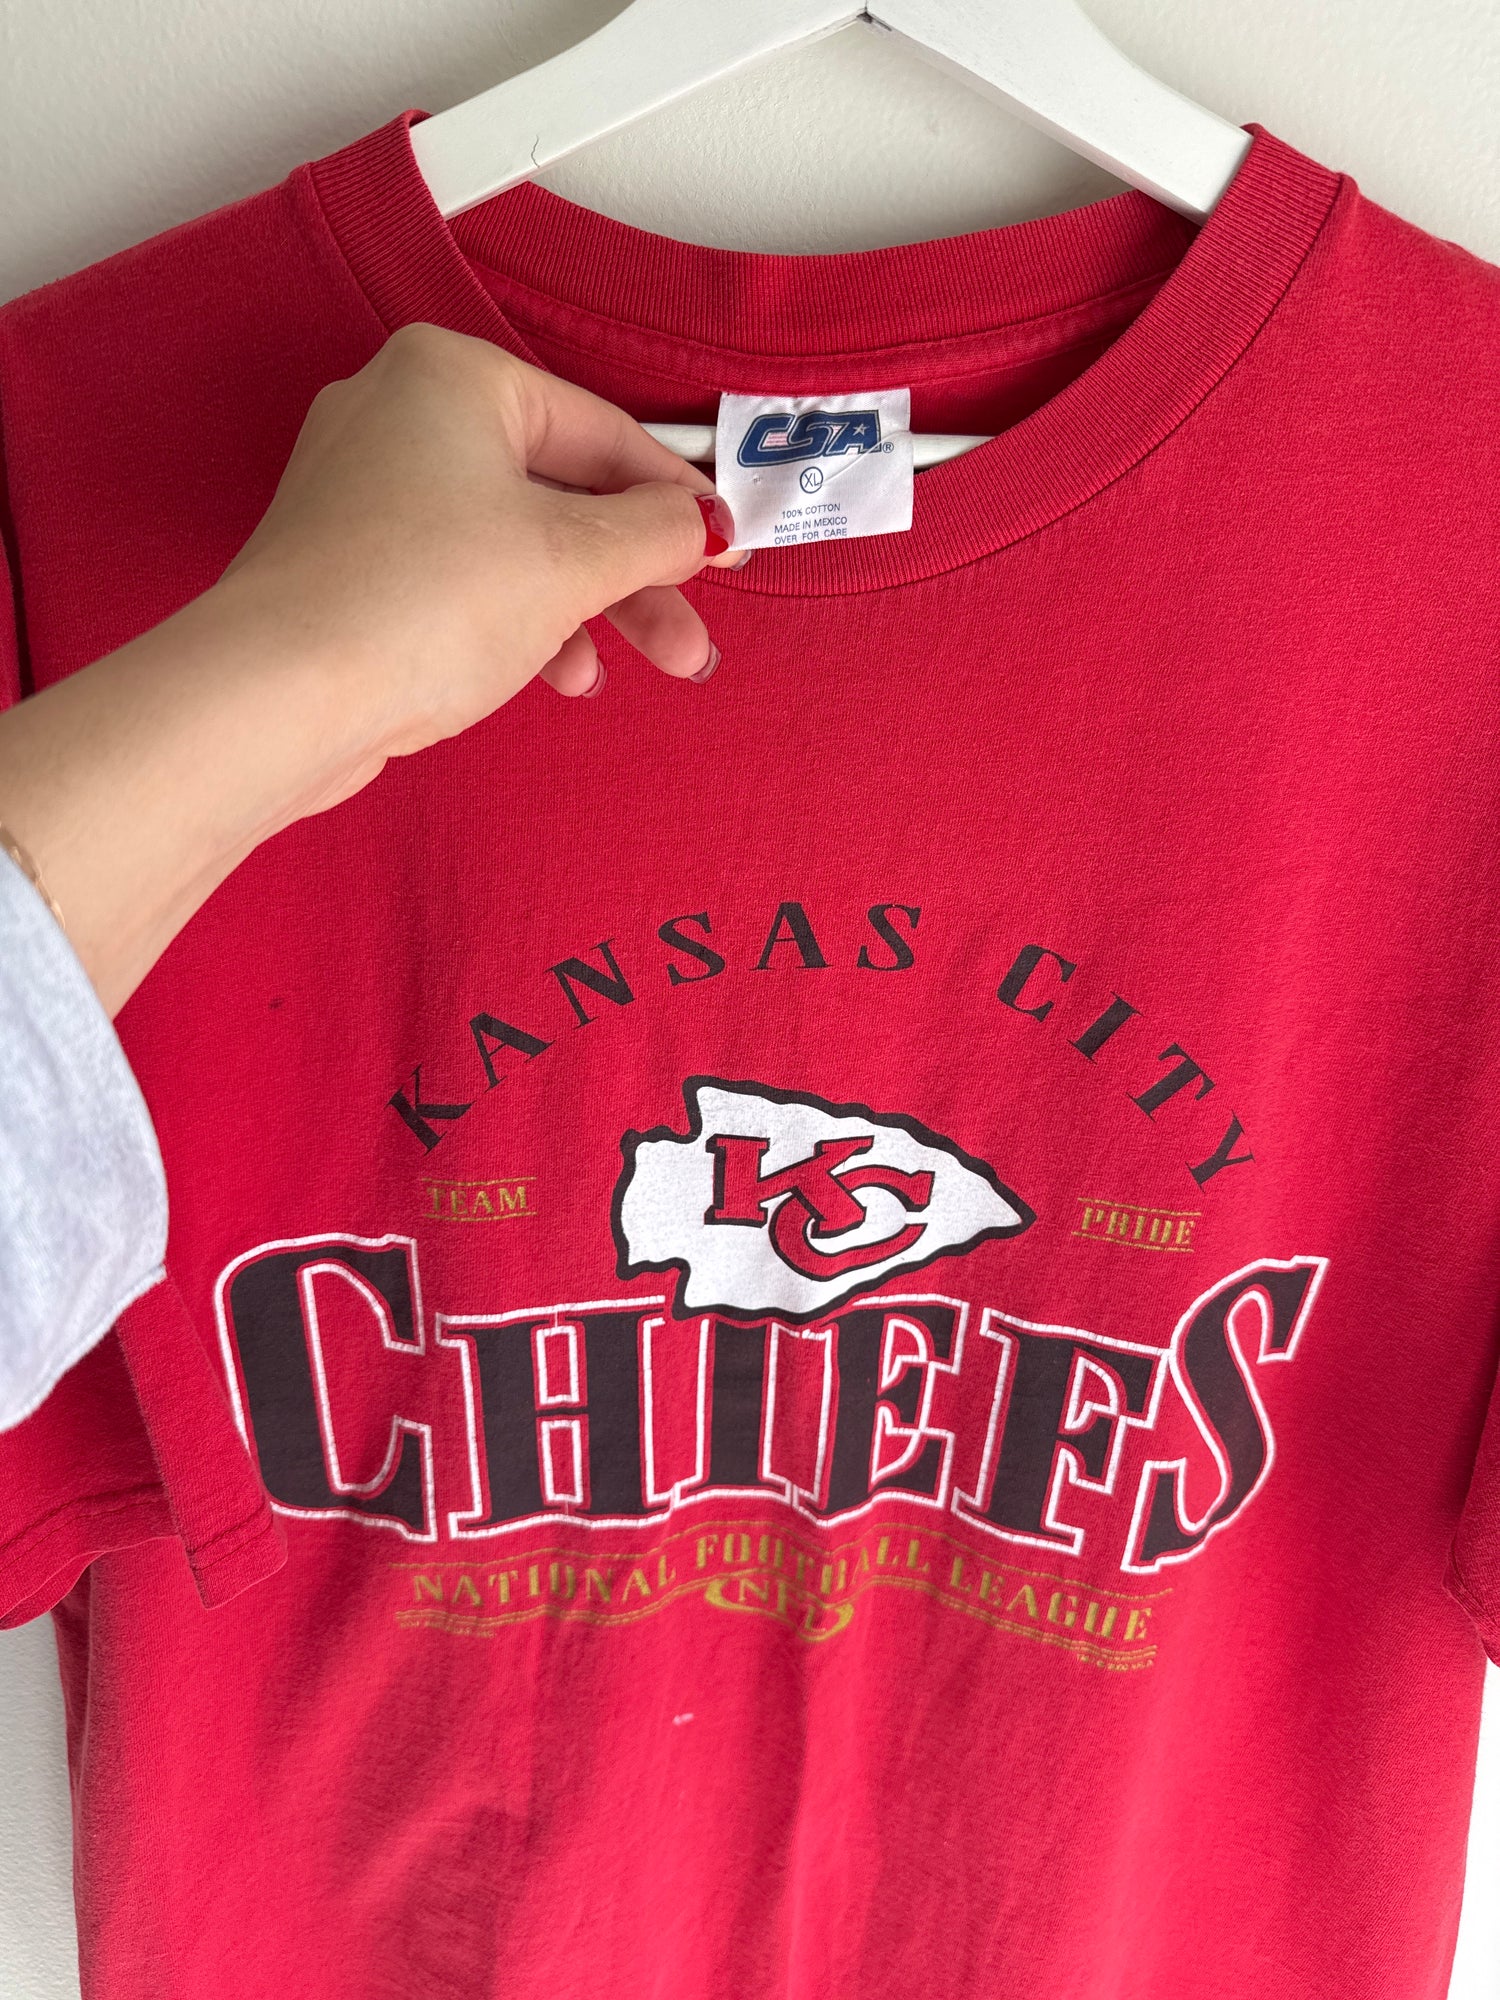 CSA®
XL
100% COTTON
MADE IN MEXICO
OVER FOR CARE
KANSAS CITY
KC
TEAM
PRIDE
CHIEFS
NATIONAL FOOTBALL LEAGUE
NFL